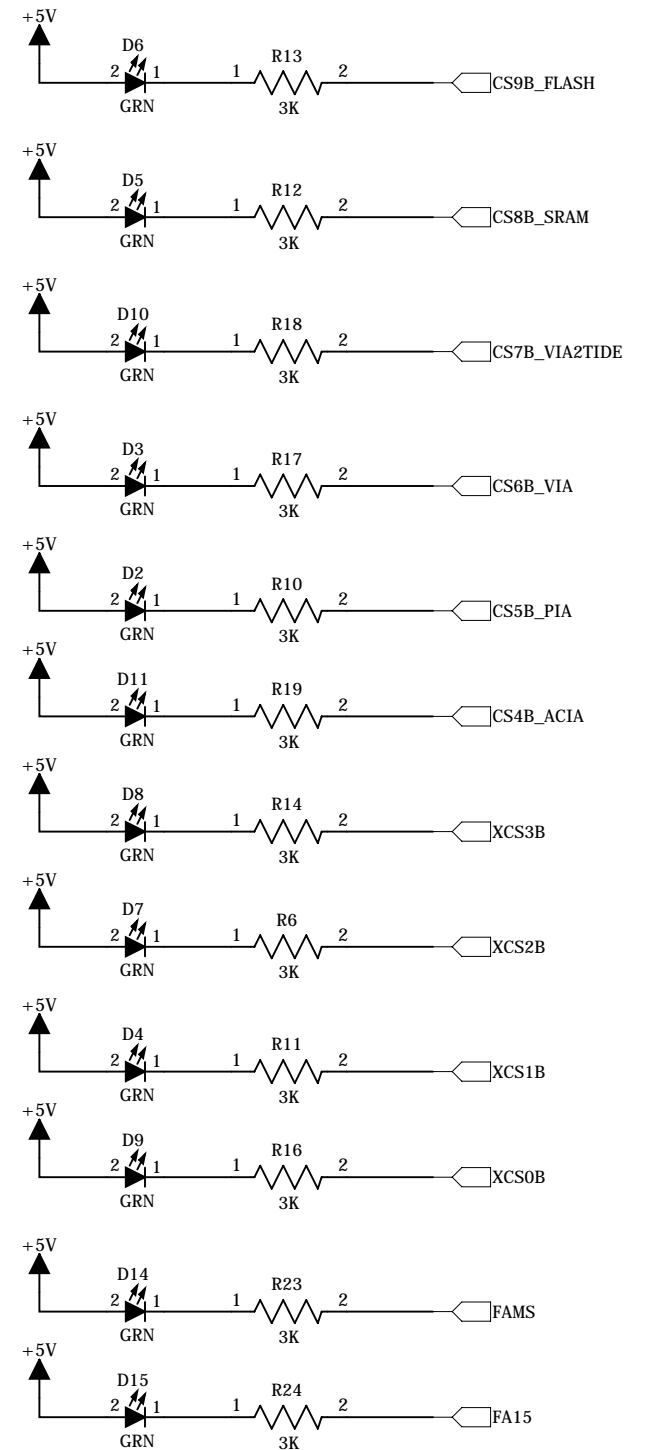 +5V
D6
R13
2 1 1 2 CS9B_FLASH
GRN 3K
+5V
D5
R12
2 1 1 2 CS8B_SRAM
GRN 3K
+5V
D10
R18
2 1 1 2 CS7B_VIA2TIDE
GRN 3K
+5V
D3
R17
2 1 1 2 CS6B_VIA
GRN 3K
+5V
D2
R10
2 1 1 2 CS5B_PIA
GRN 3K
+5V
D11
R19
2 1 1 2 CS4B_ACIA
GRN 3K
+5V
D8
R14
2 1 1 2 XCS3B
GRN 3K
+5V
D7
R6
2 1 1 2 XCS2B
GRN 3K
+5V
D4
R11
2 1 1 2 XCS1B
GRN 3K
+5V
D9
R16
2 1 1 2 XCS0B
GRN 3K
+5V
D14
R23
2 1 1 2 FAMS
GRN 3K
+5V
D15
R24
2 1 1 2 FA15
GRN 3K